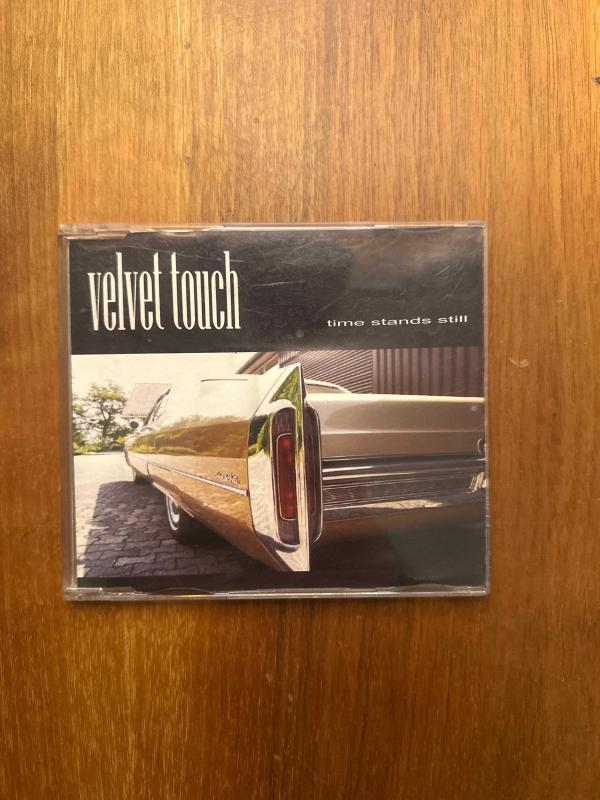 velvet touch
time stands still